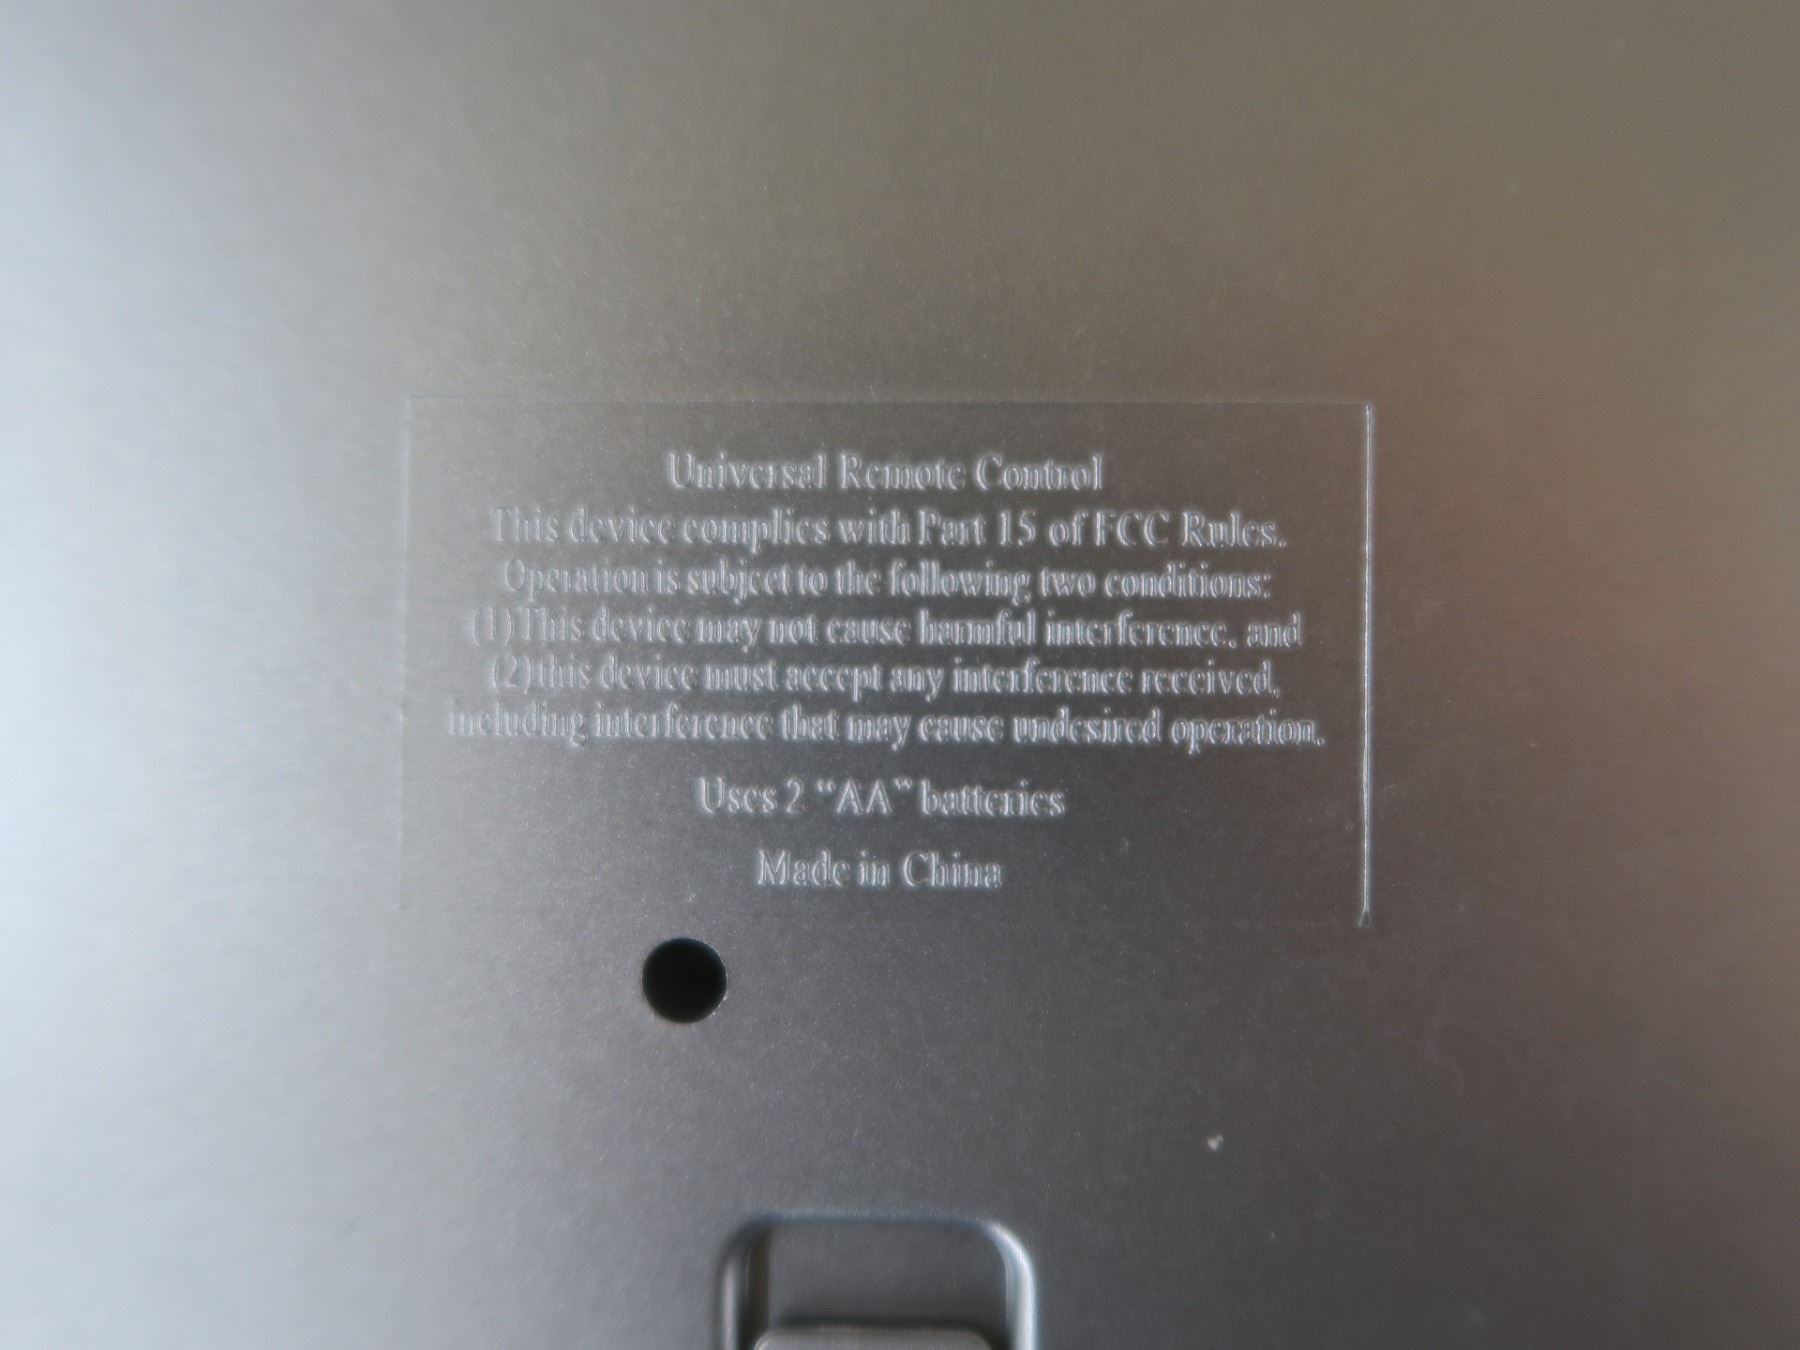 Universal Remote Control
This device complies with Part 15 of FCC Rules.
Operation is subject to the following two conditions:
(1)This device may not cause harmful interference, and
(2)this device must accept any interference received,
including interference that may cause undesired operation.
Uses 2 “AA” batteries
Made in China